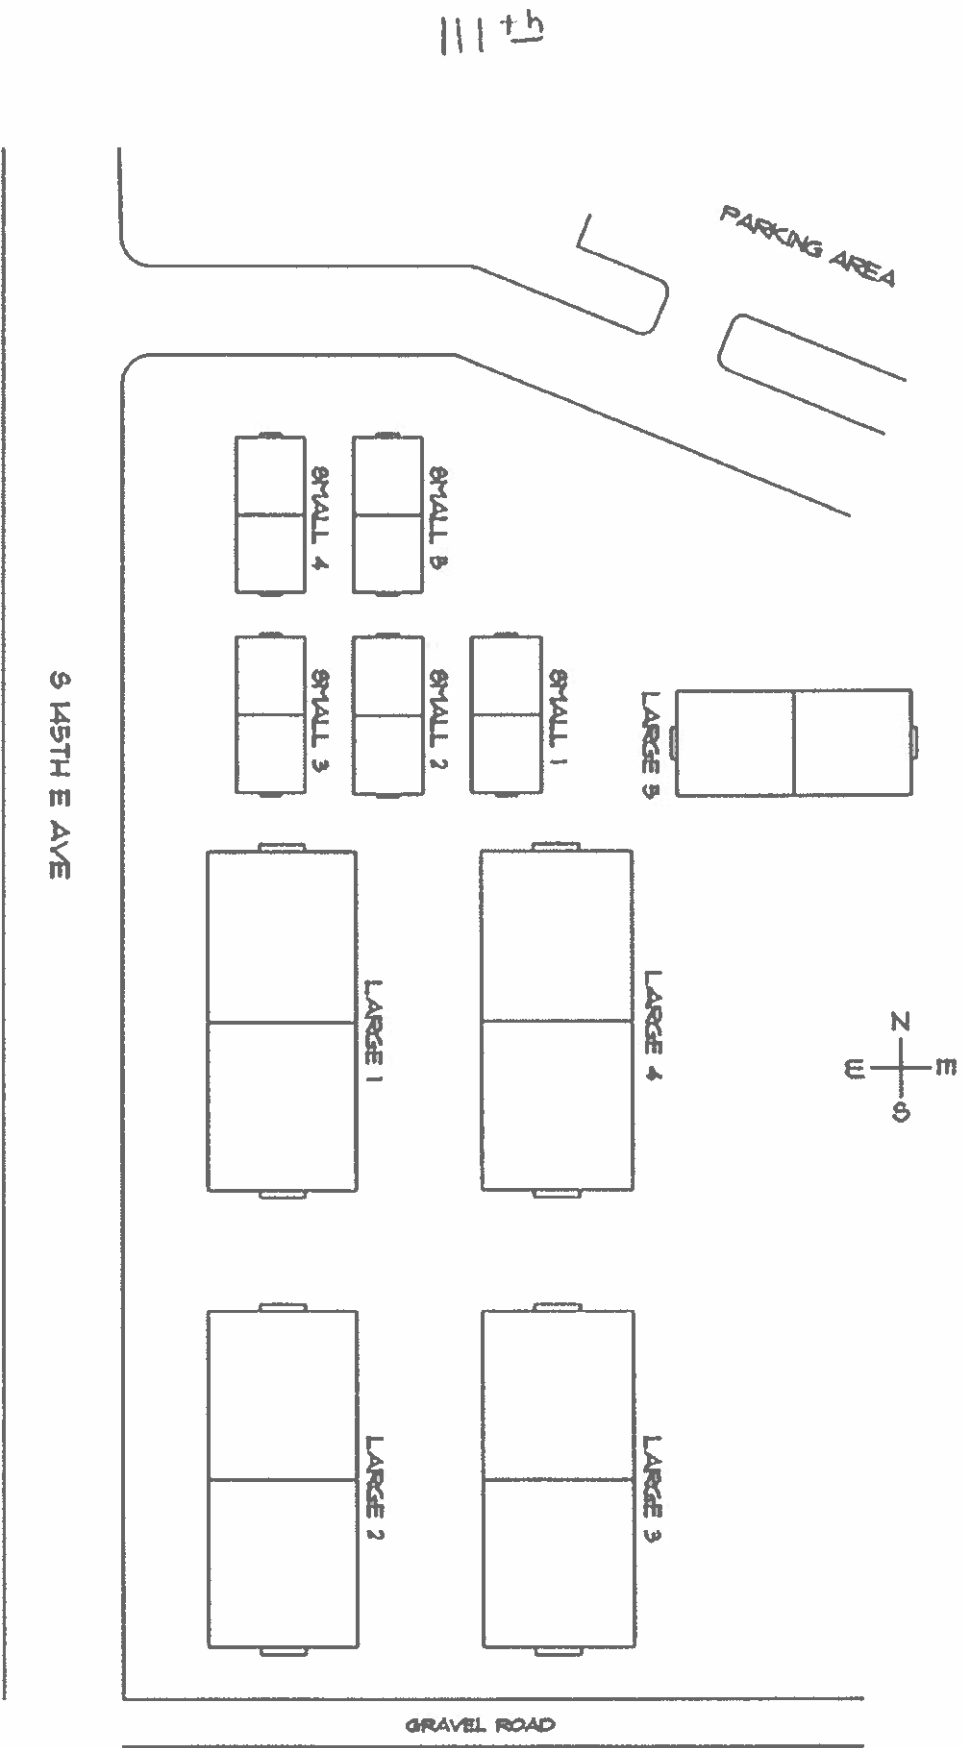 111th
PARKING AREA
SMALL 4
SMALL 5
SMALL 3
SMALL 2
SMALL 1
LARGE 5
S 145TH E AVE
LARGE 1
LARGE 4
N
W
E
S
LARGE 2
LARGE 3
GRAVEL ROAD